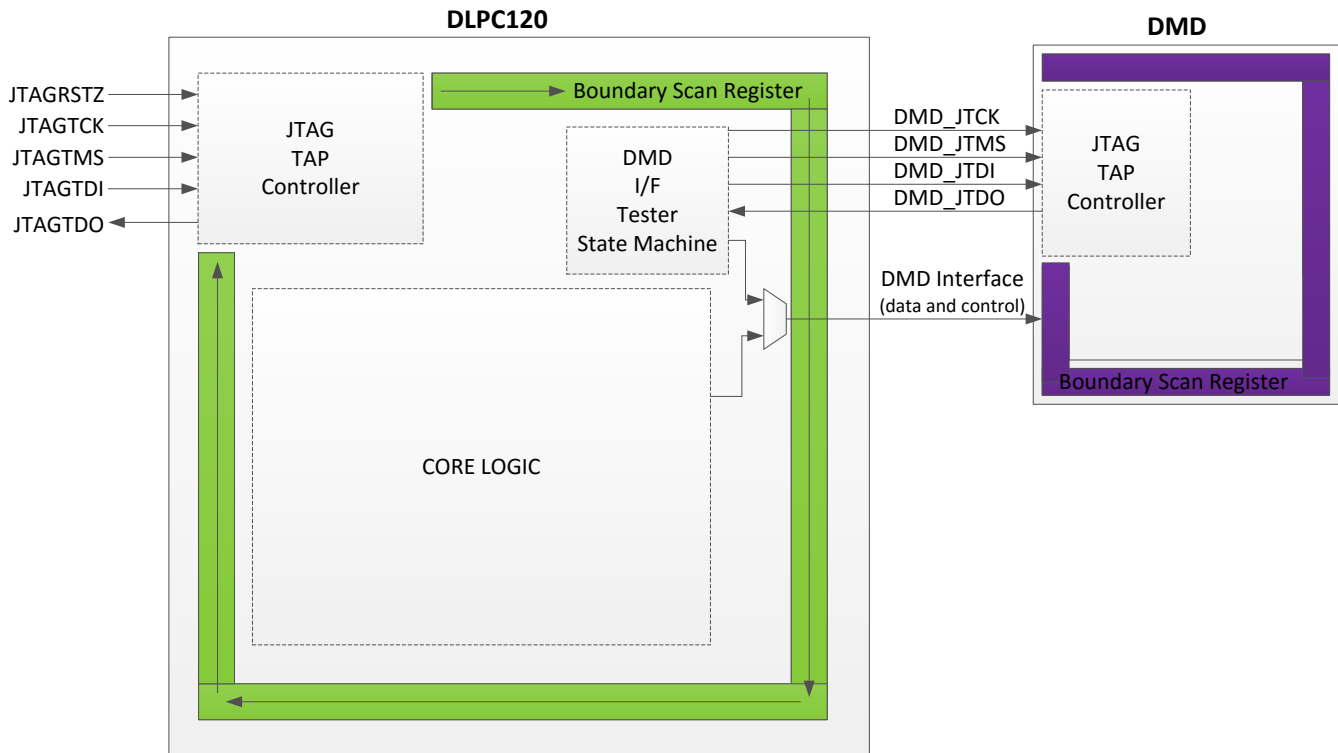 DLPC120
DMD
JTAGRSTZ
JTAGTCK
JTAGTMS
JTAGTDI
JTAGTDO
JTAG
TAP
Controller
Boundary Scan Register
DMD
I/F
Tester
State Machine
DMD_JTCK
DMD_JTMS
DMD_JTDI
DMD_JTDO
JTAG
TAP
Controller
DMD Interface
(data and control)
Boundary Scan Register
CORE LOGIC